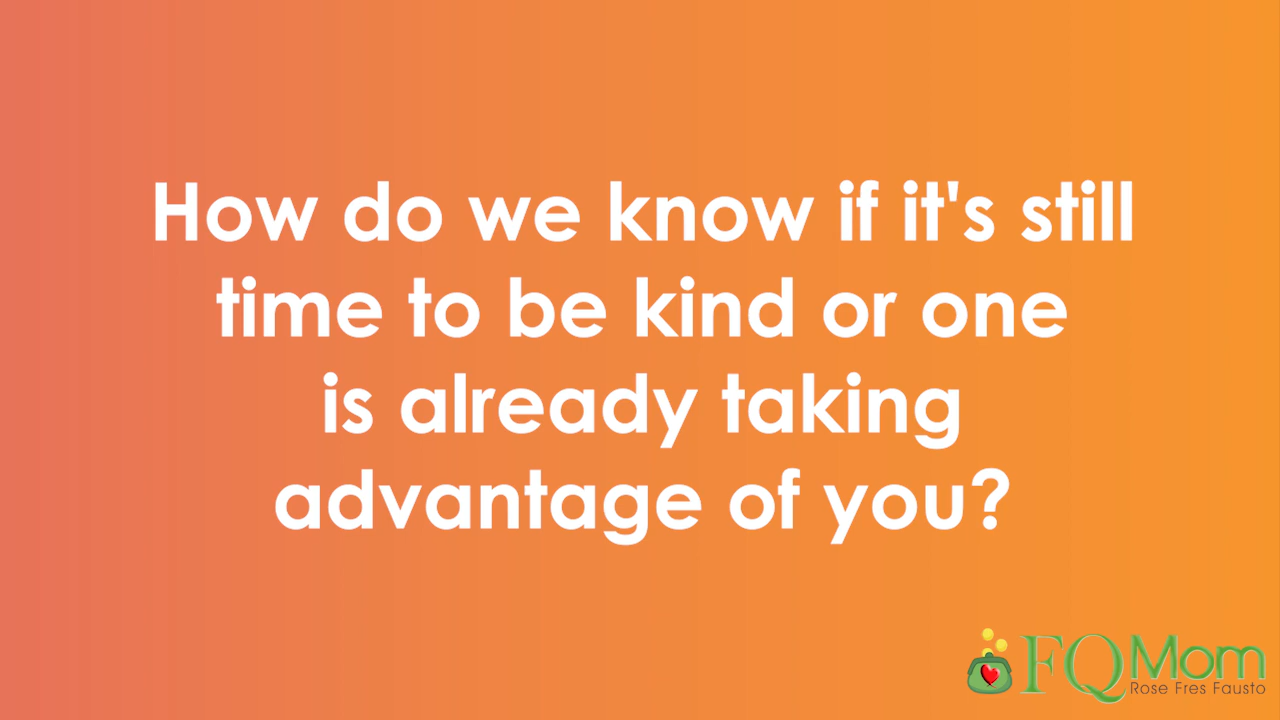 How do we know if it's still
time to be kind or one
is already taking
advantage of you?
FQMom
Rose Fres Fausto